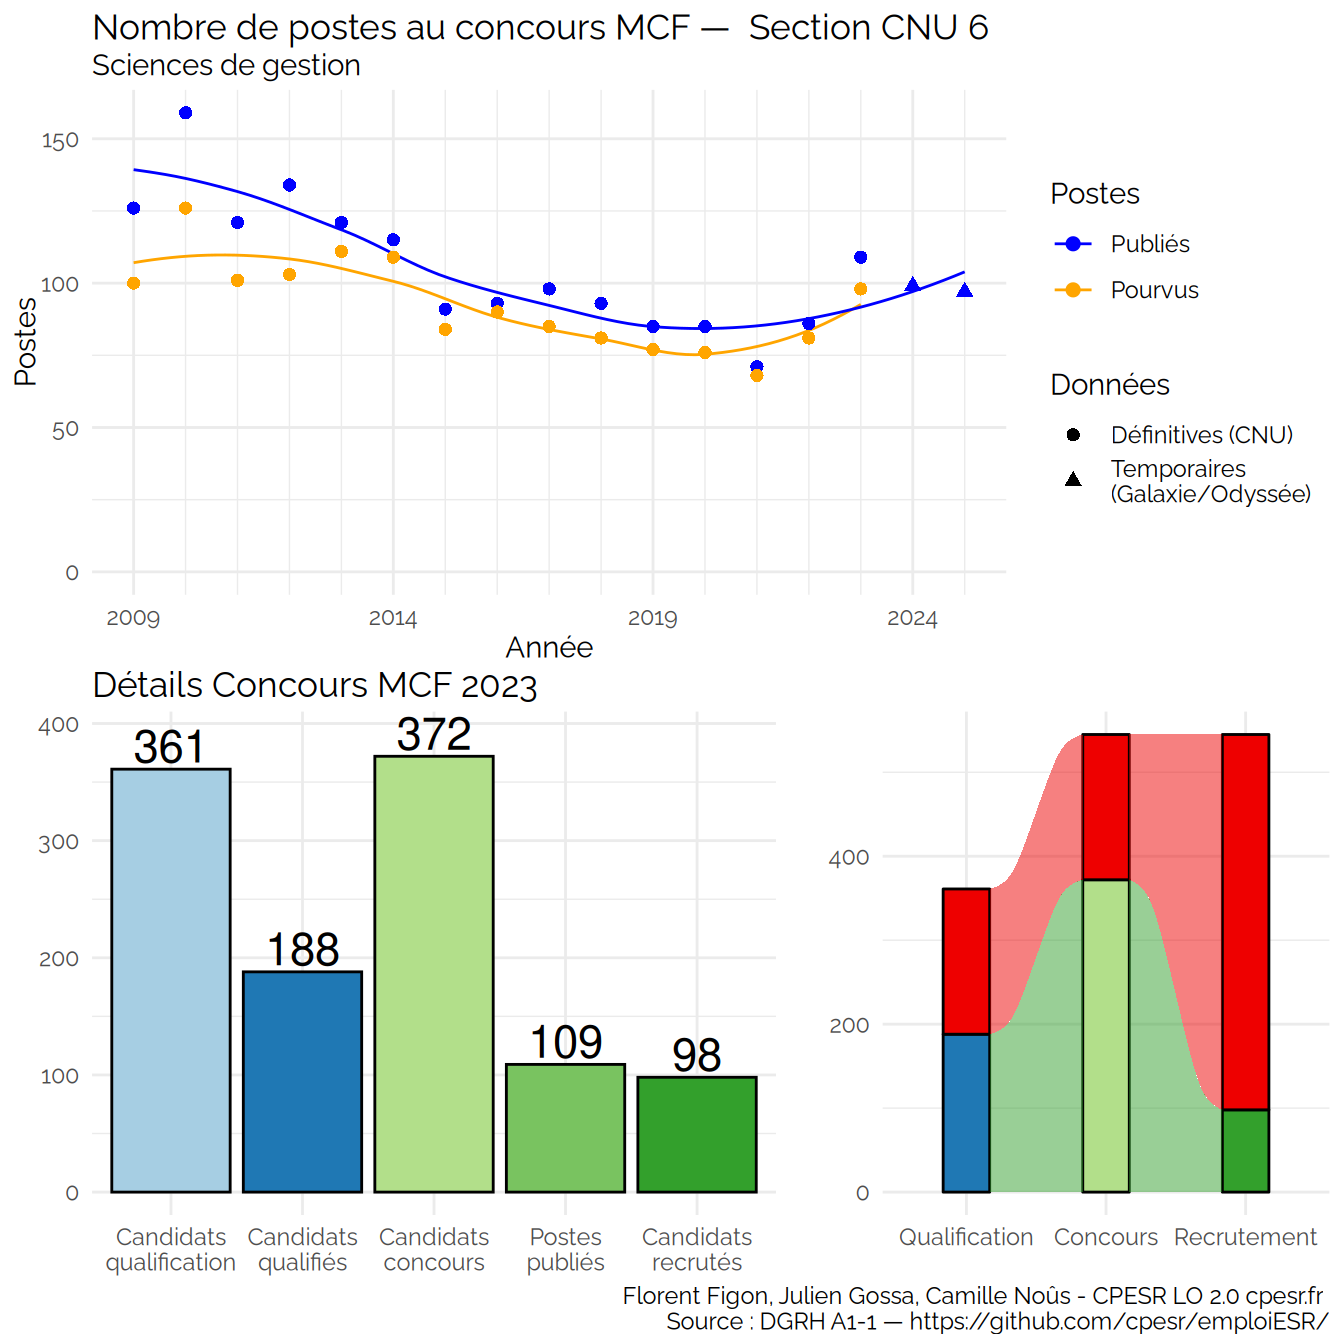 Nombre de postes au concours MCF — Section CNU 6
Sciences de gestion
150
100
50
0
Postes
2009 2014 2019 2024
Année
Postes
Publiés
Pourvus
Données
Définitives (CNU)
Temporaires
(Galaxie/Odyssée)
Détails Concours MCF 2023
400
300
200
100
0
361
188
372
109
98
Candidats
qualification
Candidats
qualifiés
Candidats
concours
Postes
publiés
Candidats
recrutés
400
200
0
Qualification Concours Recrutement
Florent Figon, Julien Gossa, Camille Noûs - CPESR LO 2.0 cpesr.fr
Source : DGRH A1-1 — https://github.com/cpesr/emploiESR/